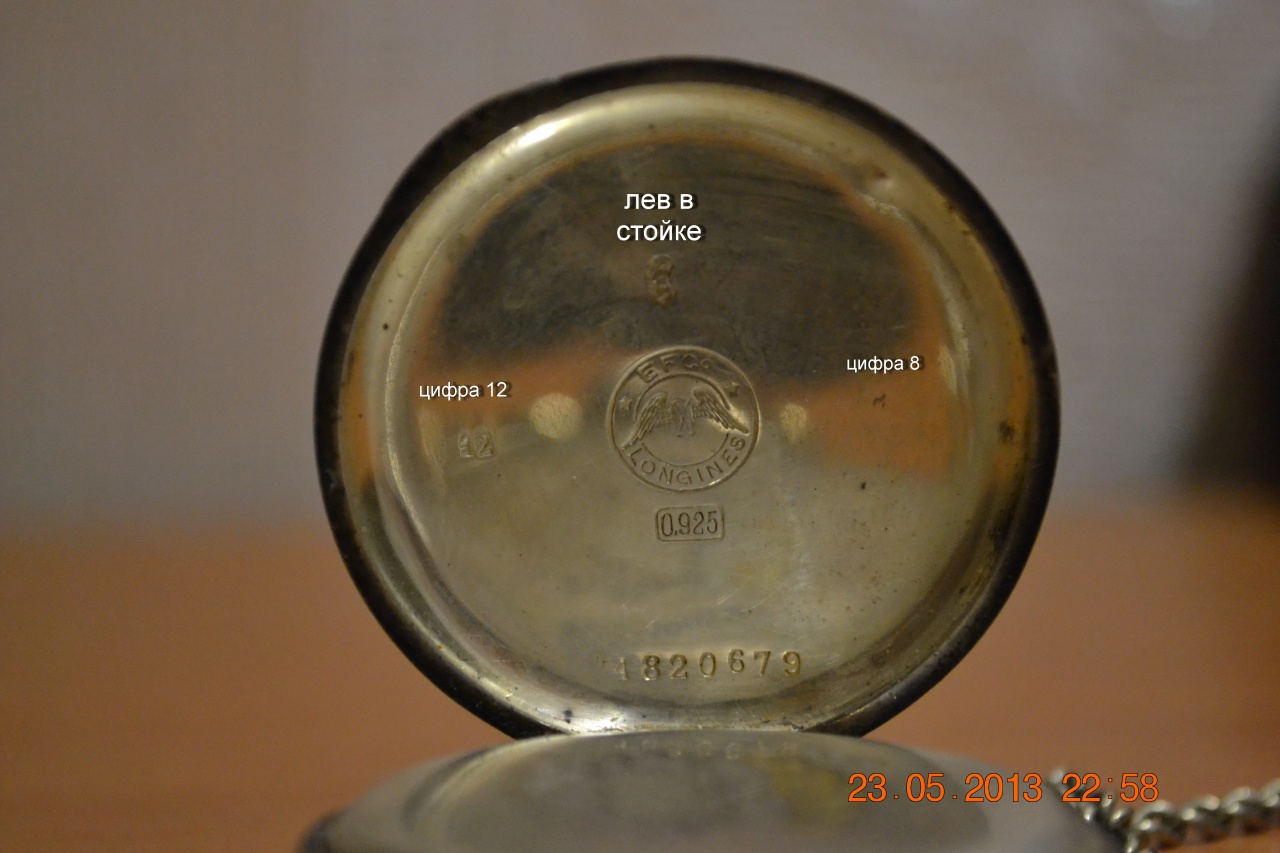 лев в
стойке
EFCo
цифра 8
цифра 12
12
LONGINES
0,925
1820679
23.05.2013 22:58